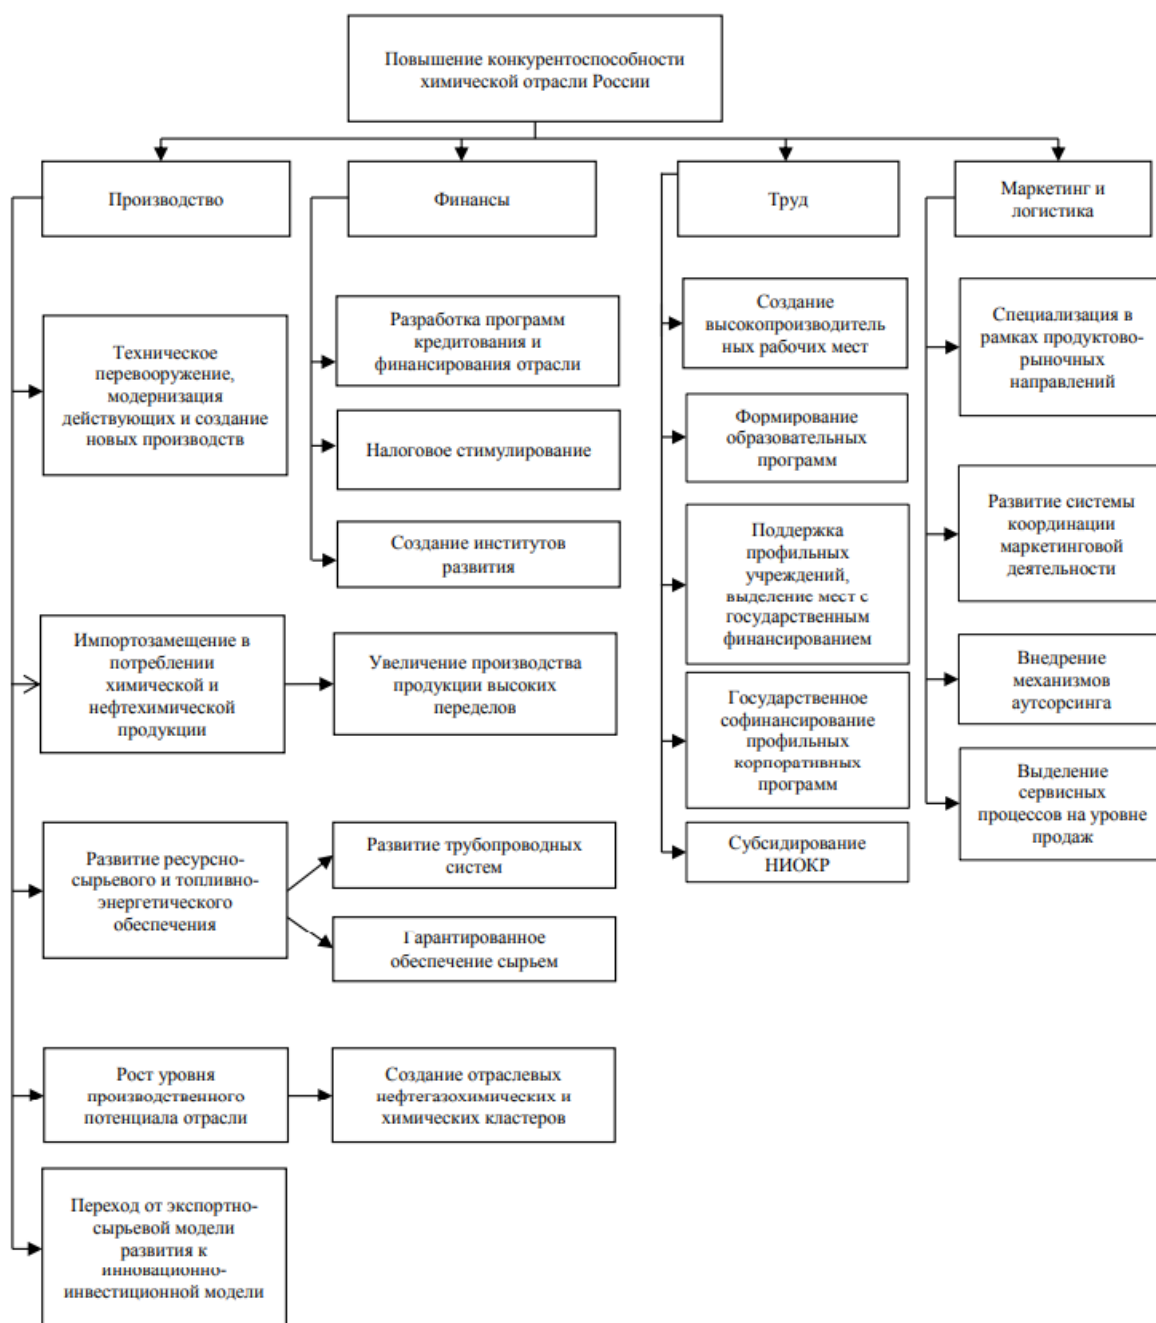 Повышение конкурентоспособности
химической отрасли России
Производство
Финансы
Труд
Маркетинг и
логистика
Техническое
перевооружение,
модернизация
действующих и создание
новых производств
Импортозамещение в
потреблении
химической и
нефтехимической
продукции
Развитие ресурсно-
сырьевого и топливно-
энергетического
обеспечения
Рост уровня
производственного
потенциала отрасли
Переход от экспортно-
сырьевой модели
развития к
инновационно-
инвестиционной модели
Разработка программ
кредитования и
финансирования отрасли
Налоговое стимулирование
Создание институтов
развития
Увеличение производства
продукции высоких
переделов
Развитие трубопроводных
систем
Гарантированное
обеспечение сырьем
Создание отраслевых
нефтегазохимических и
химических кластеров
Создание
высокопроизводитель
ных рабочих мест
Формирование
образовательных
программ
Поддержка
профильных
учреждений,
выделение мест с
государственным
финансированием
Государственное
софинансирование
профильных
корпоративных
программ
Субсидирование
НИОКР
Специализация в
рамках продуктово-
рыночных
направлений
Развитие системы
координации
маркетинговой
деятельности
Внедрение
механизмов
аутсорсинга
Выделение
сервисных
процессов на уровне
продаж